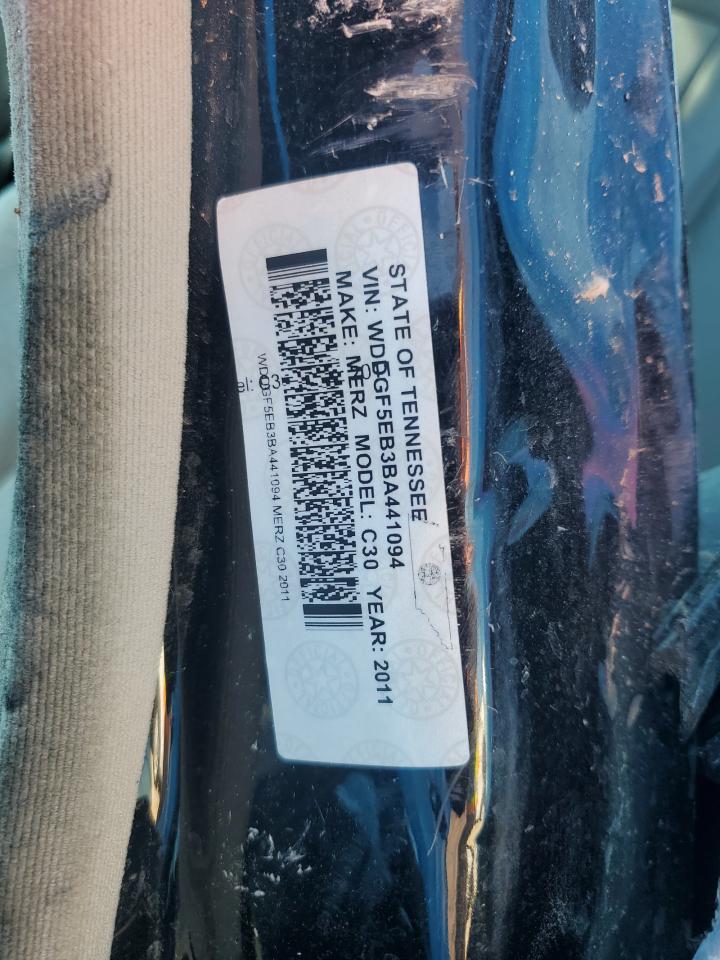 STATE OF TENNESSEE
VIN: WDDGF5EB3BA441094
MAKE: MERZ MODEL: C30 YEAR: 2011
WDDGF5EB3BA441094 MERZ C30 2011